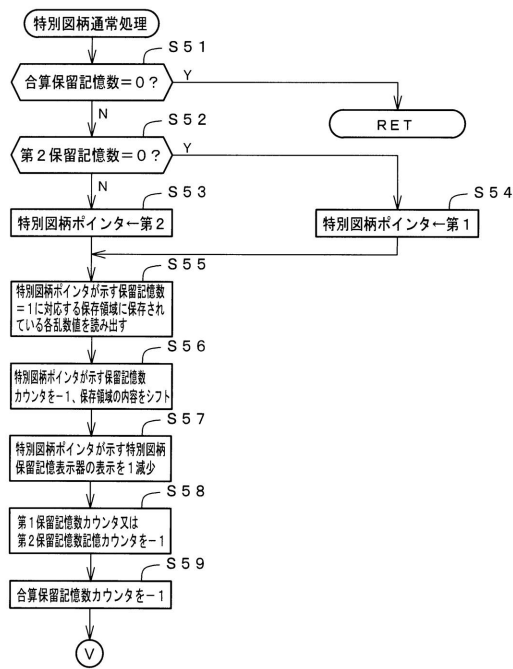 特別図柄通常処理
S51
合算保留記憶数=0?
Y
N
RET
S52
第2保留記憶数=0?
Y
N
S53
特別図柄ポインタ←第2
S54
特別図柄ポインタ←第1
S55
特別図柄ポインタが示す保留記憶数
=1に対応する保存領域に保存され
ている各乱数値を読み出す
S56
特別図柄ポインタが示す保留記憶数
カウンタを-1、保存領域の内容をシフト
S57
特別図柄ポインタが示す特別図柄
保留記憶表示器の表示を1減少
S58
第1保留記憶数カウンタ又は
第2保留記憶数記憶カウンタを-1
S59
合算保留記憶数カウンタを-1
V